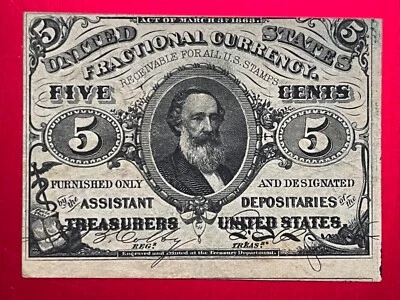 ACT OF MARCH 3D 1863.
5 UNITED STATES 5
FRACTIONAL CURRENCY.
RECEIVABLE FOR ALL U.S. STAMPS
FIVE CENTS
5 5
FURNISHED ONLY AND DESIGNATED
by the ASSISTANT DEPOSITARIES of the
TREASURERS UNITED STATES.
REGR. TREASR.
Engraved and Printed at the Treasury Department.